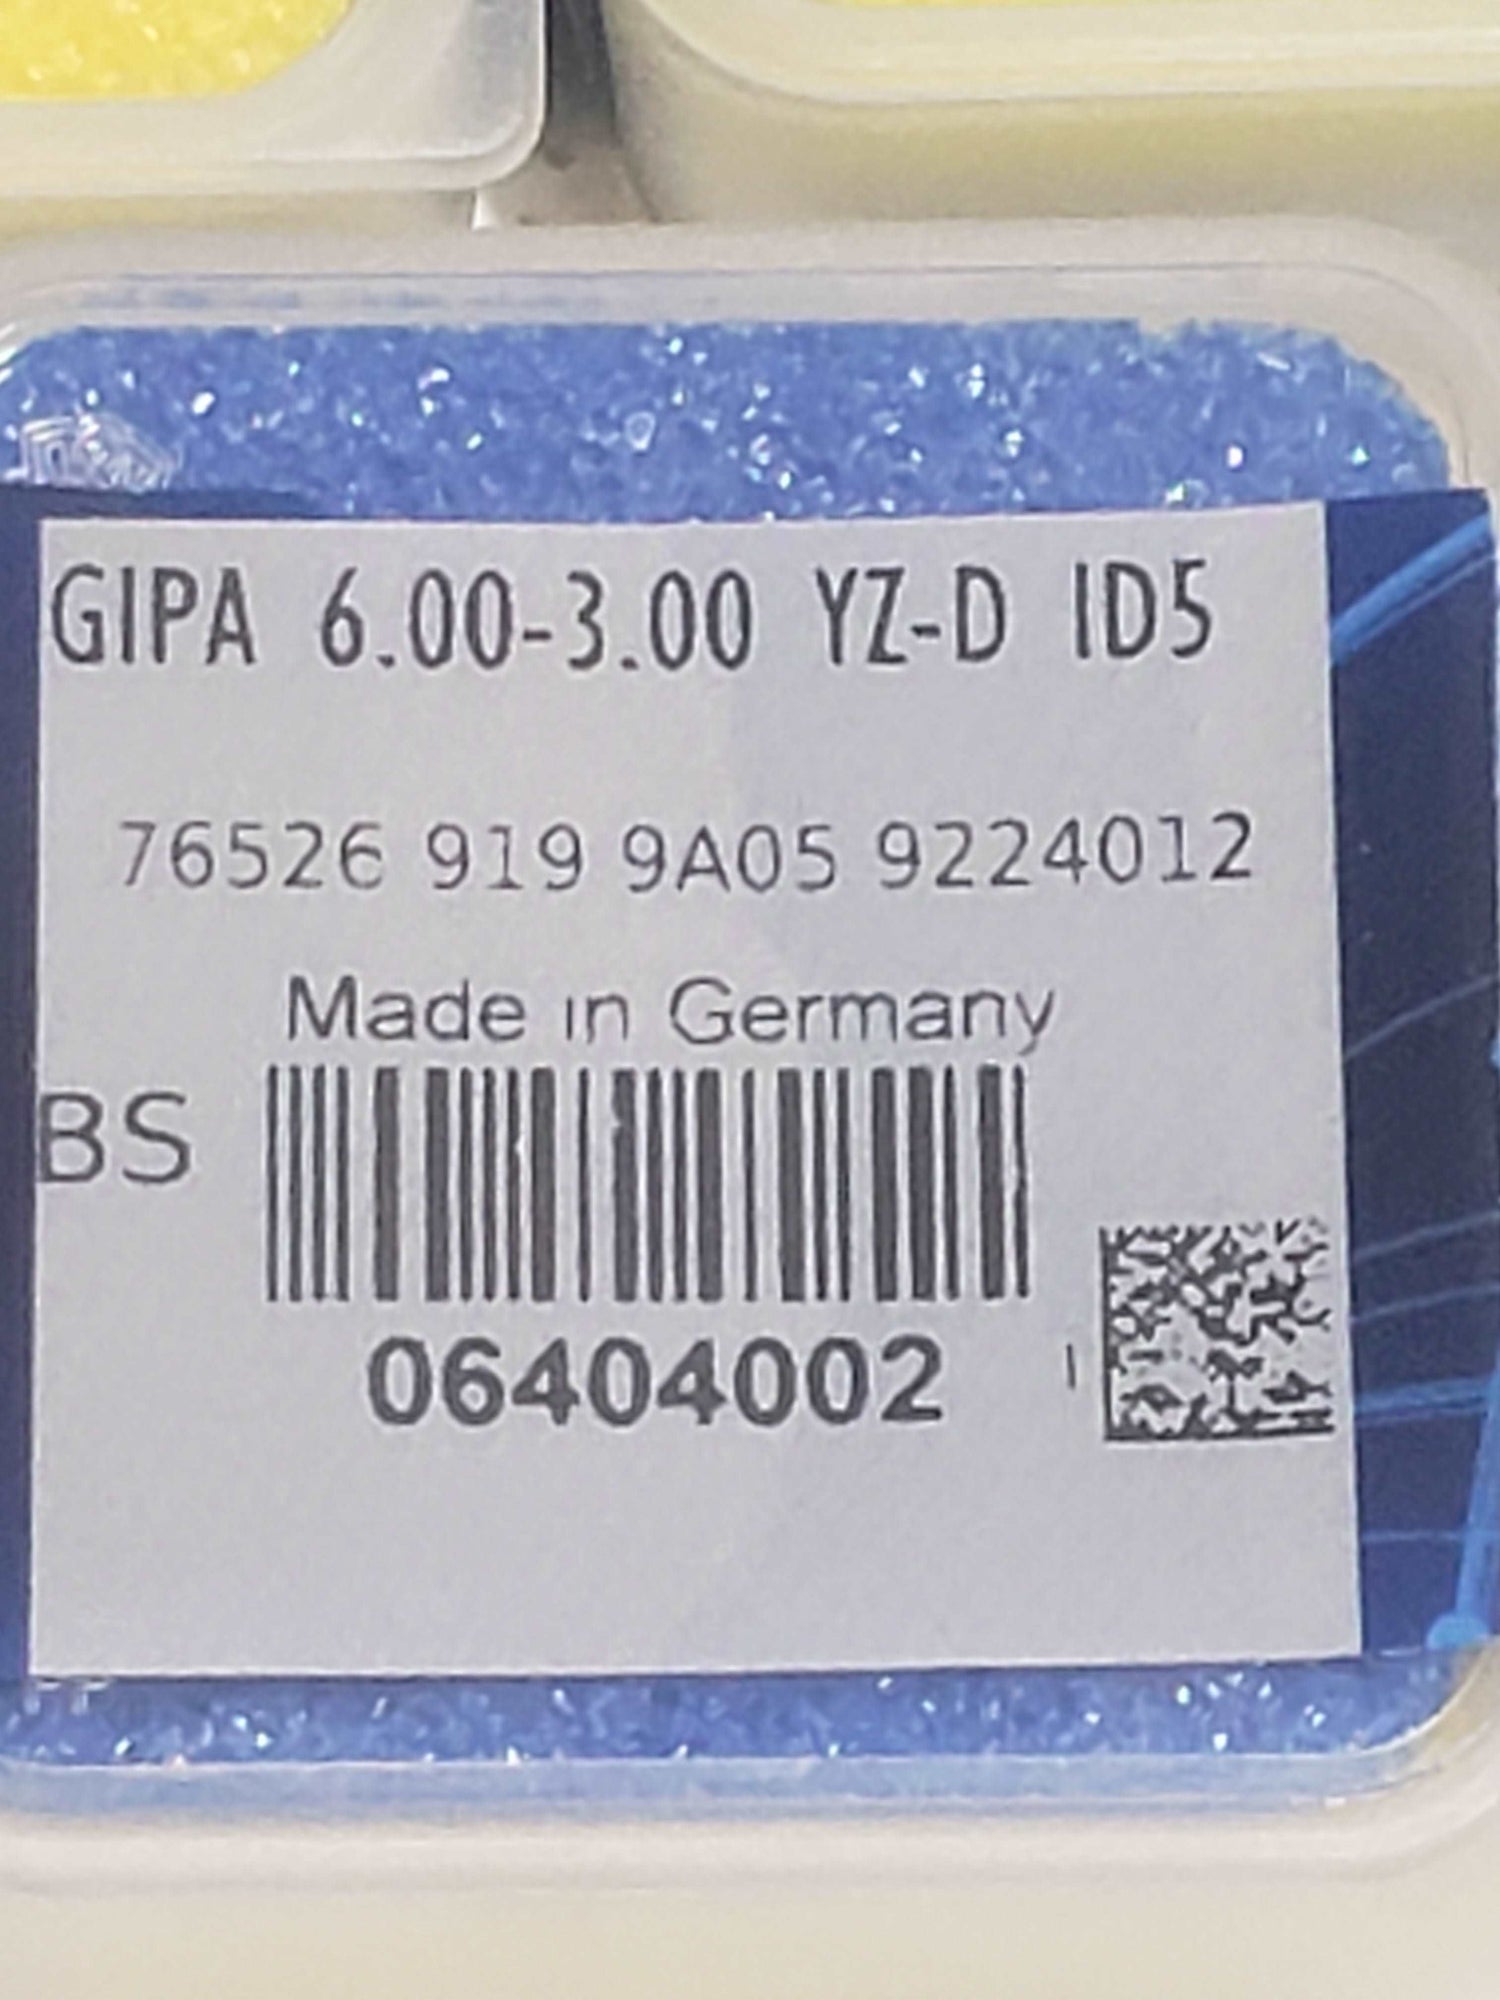 GIPA 6.00-3.00 YZ-D ID5
76526 919 9A05 9224012
Made in Germany
BS
06404002